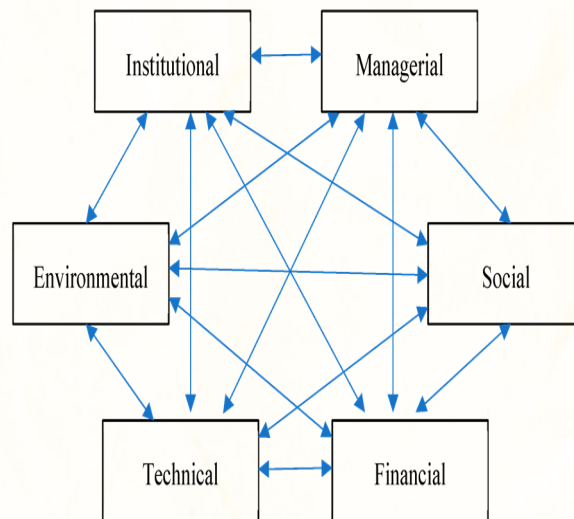 Institutional
Managerial
Environmental
Social
Technical
Financial